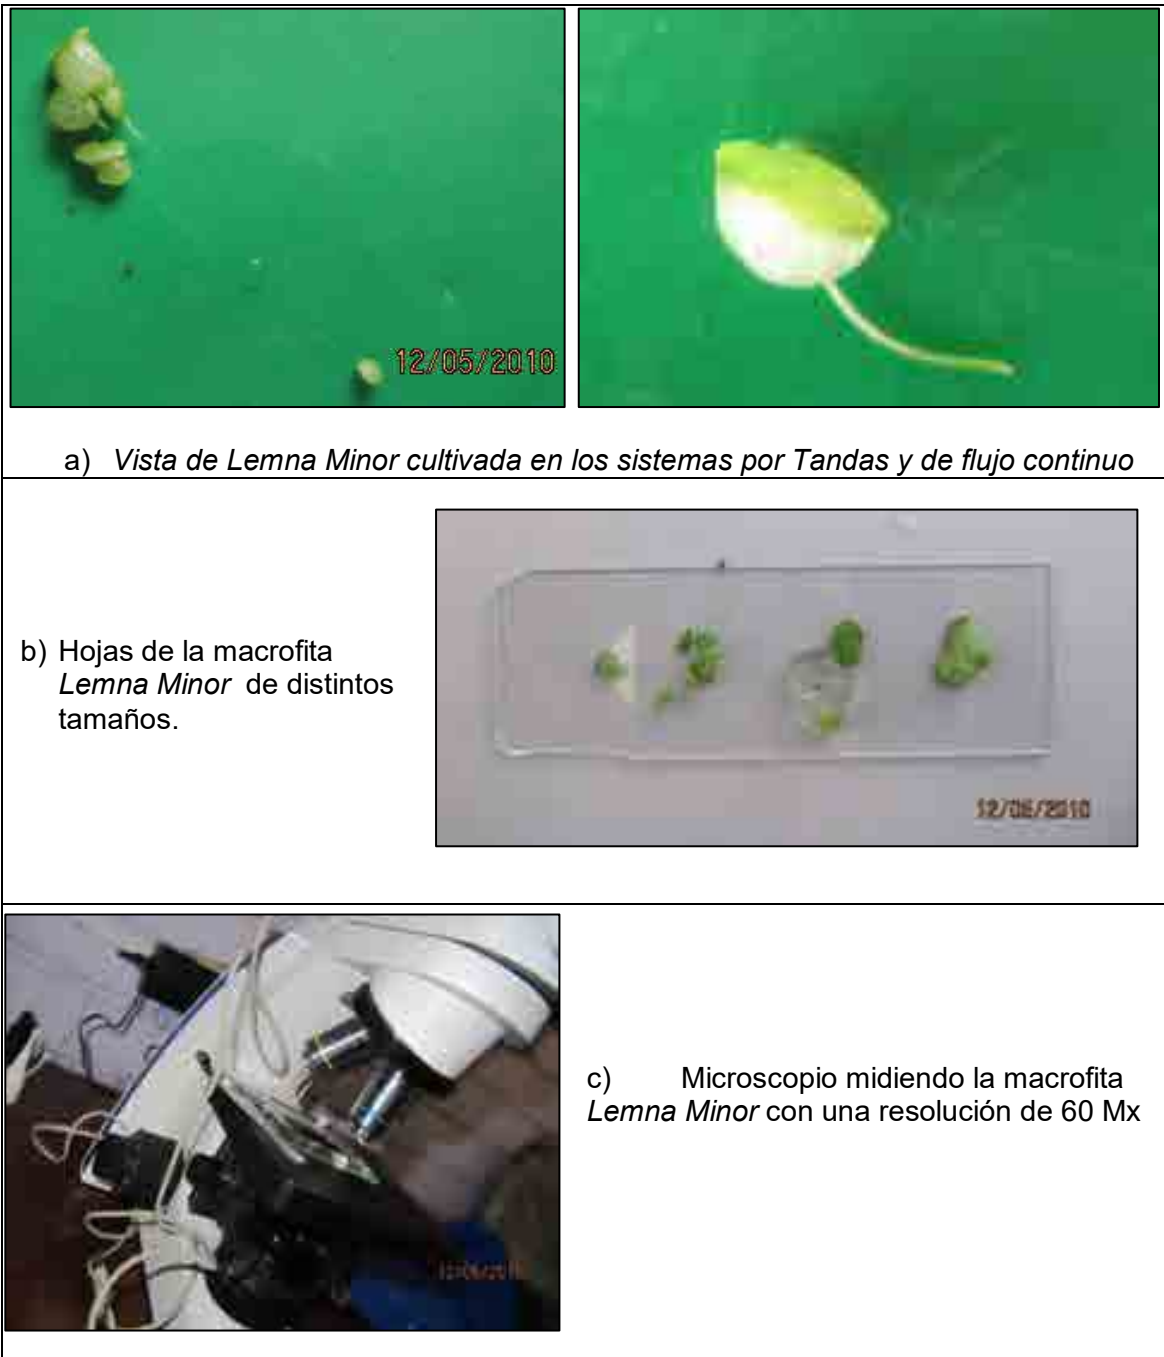 12/05/2010
a) Vista de Lemna Minor cultivada en los sistemas por Tandas y de flujo continuo
b) Hojas de la macrofita
Lemna Minor de distintos
tamaños.
12/06/2010
c) Microscopio midiendo la macrofita
Lemna Minor con una resolución de 60 Mx